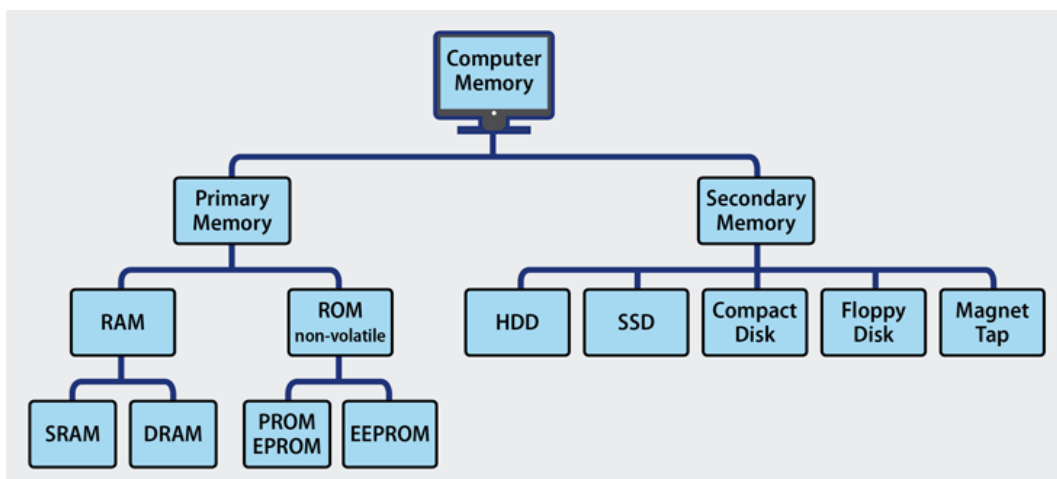 Computer
Memory
Primary
Memory
Secondary
Memory
RAM
ROM
non-volatile
HDD
SSD
Compact
Disk
Floppy
Disk
Magnet
Tap
SRAM
DRAM
PROM
EPROM
EEPROM